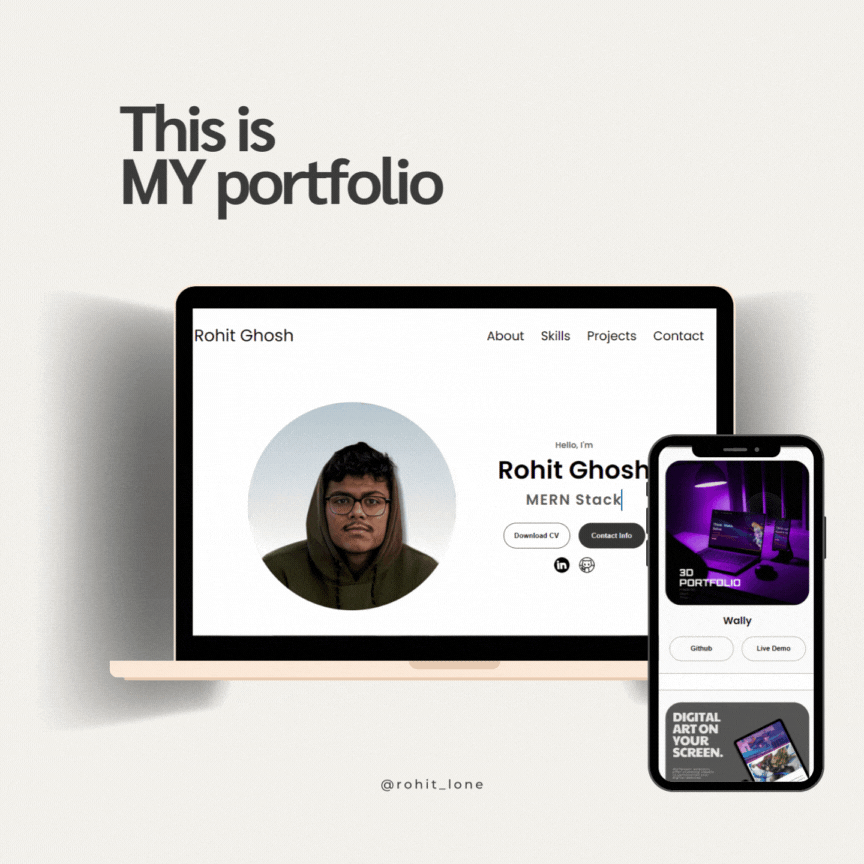 This is
MY portfolio
Rohit Ghosh
About Skills Projects Contact
Hello, I'm
Rohit Ghosh
MERN Stack
Download CV Contact Info
in
3D
PORTFOLIO
Wally
Github Live Demo
DIGITAL
ART ON
YOUR
SCREEN.
@rohit_lone